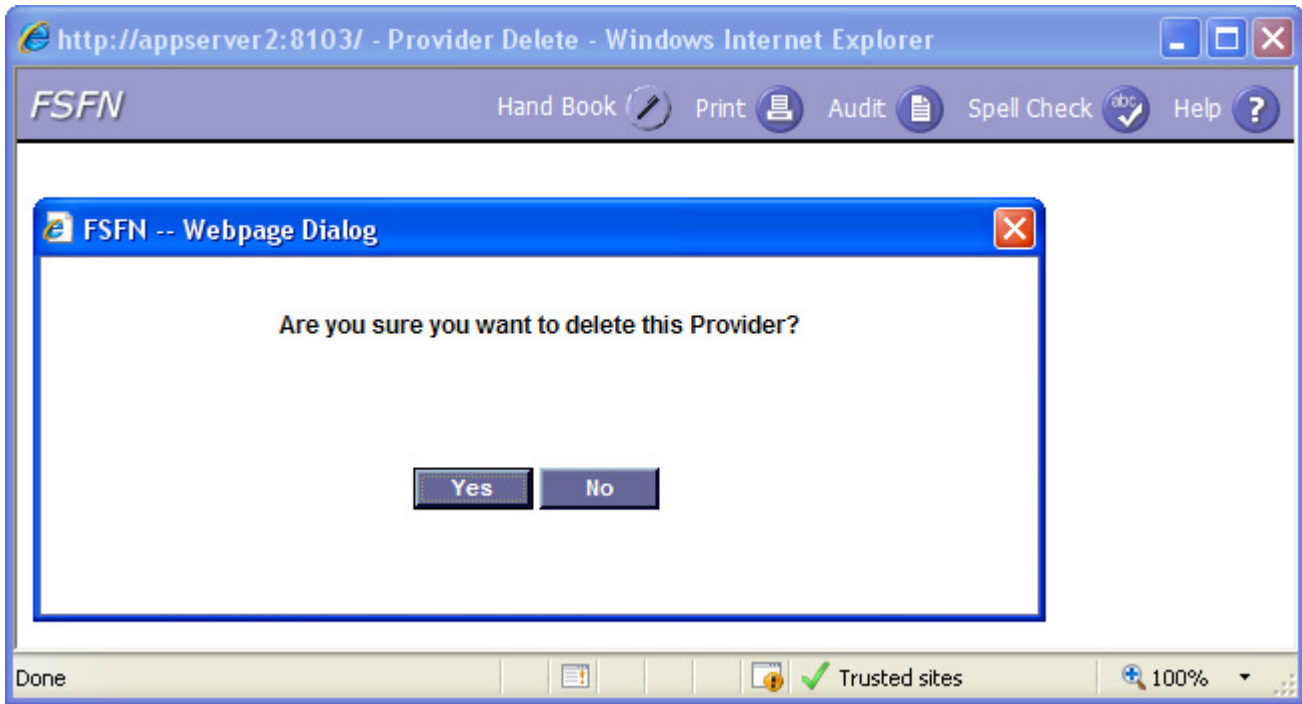 http://appserver2:8103/ - Provider Delete - Windows Internet Explorer
FSFN Hand Book Print Audit abc Spell Check Help ?
FSFN -- Webpage Dialog
Are you sure you want to delete this Provider?
Yes No
Done Trusted sites 100%